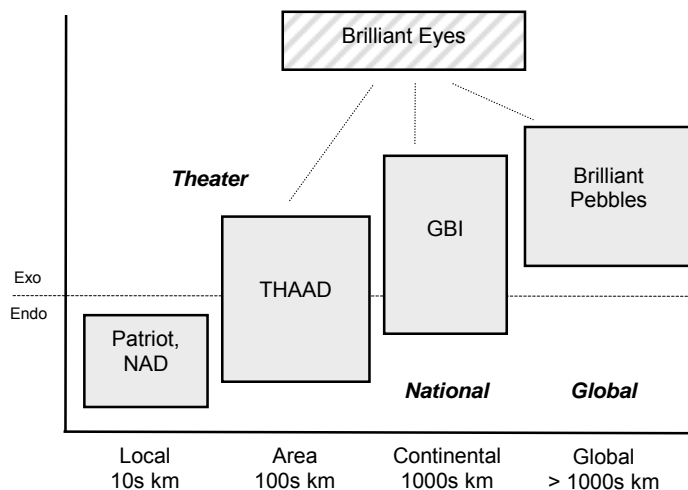 Brilliant Eyes
Theater
Brilliant
Pebbles
GBI
THAAD
Exo
Endo
Patriot,
NAD
National
Global
Local
10s km
Area
100s km
Continental
1000s km
Global
> 1000s km